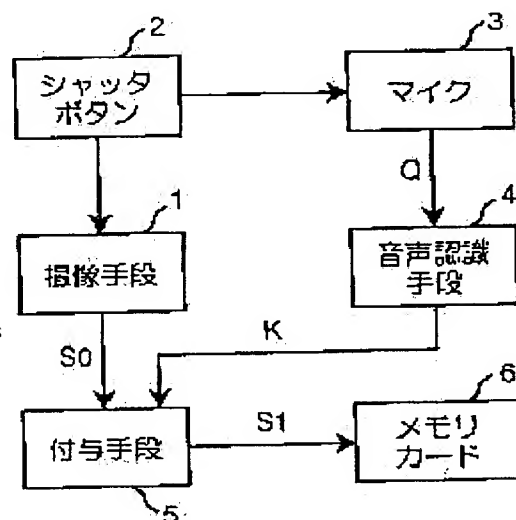 2
シャッタ
ボタン
3
マイク
a
1
撮像手段
4
音声認識
手段
S0
K
付与手段
5
S1
6
メモリ
カード